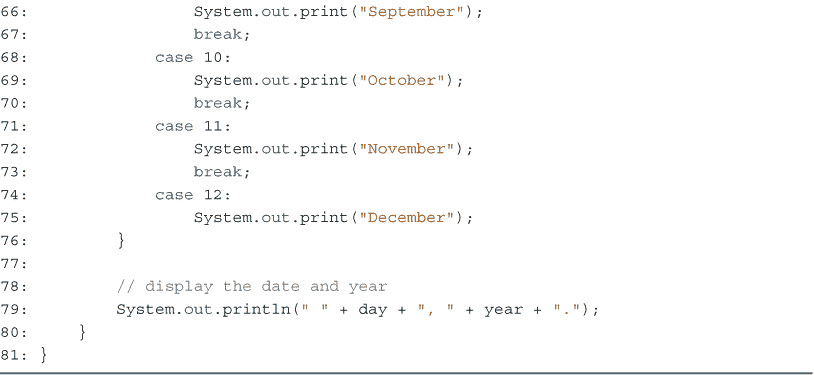 66:                 System.out.print("September");
67:                 break;
68:             case 10:
69:                 System.out.print("October");
70:                 break;
71:             case 11:
72:                 System.out.print("November");
73:                 break;
74:             case 12:
75:                 System.out.print("December");
76:         }
77:
78:         // display the date and year
79:         System.out.println(" " + day + ", " + year + ".");
80:     }
81: }